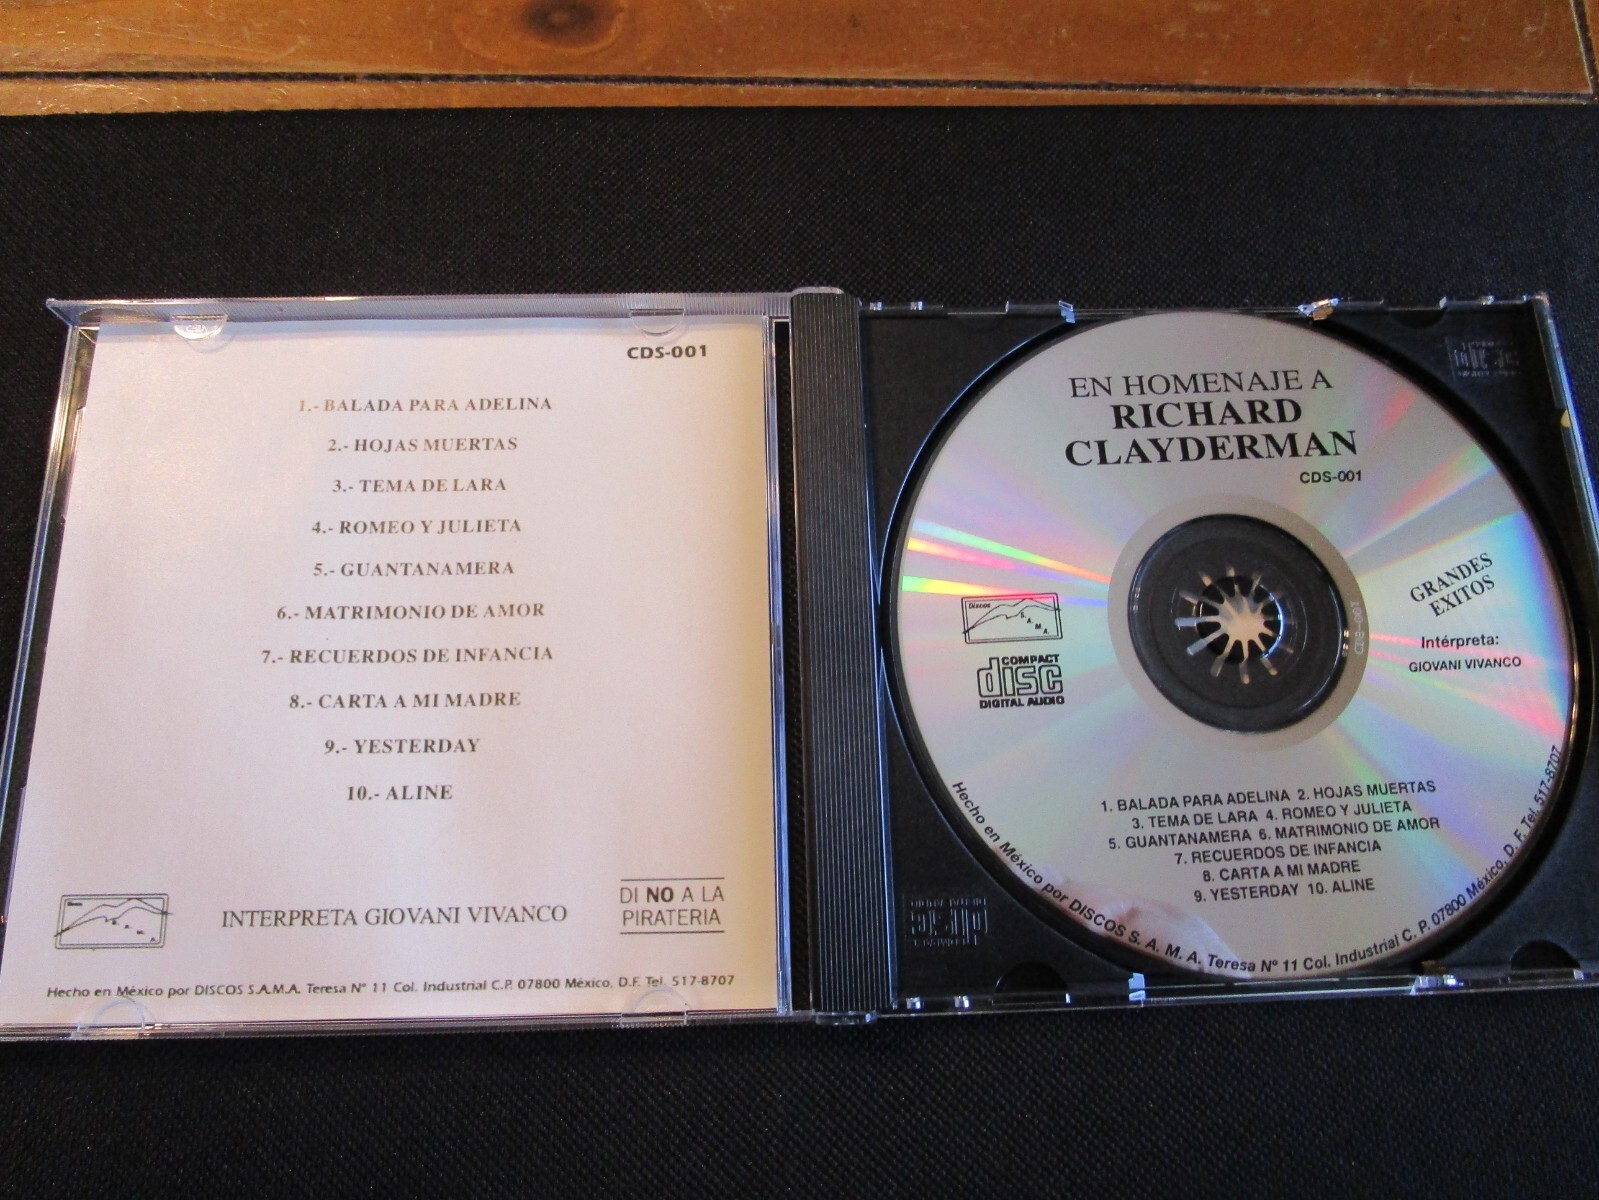 CDS-001
1.- BALADA PARA ADELINA
2.- HOJAS MUERTAS
3.- TEMA DE LARA
4.- ROMEO Y JULIETA
5.- GUANTANAMERA
6.- MATRIMONIO DE AMOR
7.- RECUERDOS DE INFANCIA
8.- CARTA A MI MADRE
9.- YESTERDAY
10.- ALINE
Discos
S. A. M. A.
INTERPRETA GIOVANI VIVANCO
DI NO A LA
PIRATERIA
Hecho en México por DISCOS S.A.M.A. Teresa Nº 11 Col. Industrial C.P. 07800 México, D.F. Tel. 517-8707
EN HOMENAJE A
RICHARD
CLAYDERMAN
CDS-001
GRANDES
EXITOS
Intérpreta:
GIOVANI VIVANCO
Discos
S. A. M. A.
COMPACT
disc
DIGITAL AUDIO
1. BALADA PARA ADELINA 2. HOJAS MUERTAS
3. TEMA DE LARA 4. ROMEO Y JULIETA
5. GUANTANAMERA 6. MATRIMONIO DE AMOR
7. RECUERDOS DE INFANCIA
8. CARTA A MI MADRE
9. YESTERDAY 10. ALINE
Hecho en México por DISCOS S. A. M. A. Teresa Nº 11 Col. Industrial C. P. 07800 México, D. F. Tel. 517-8707